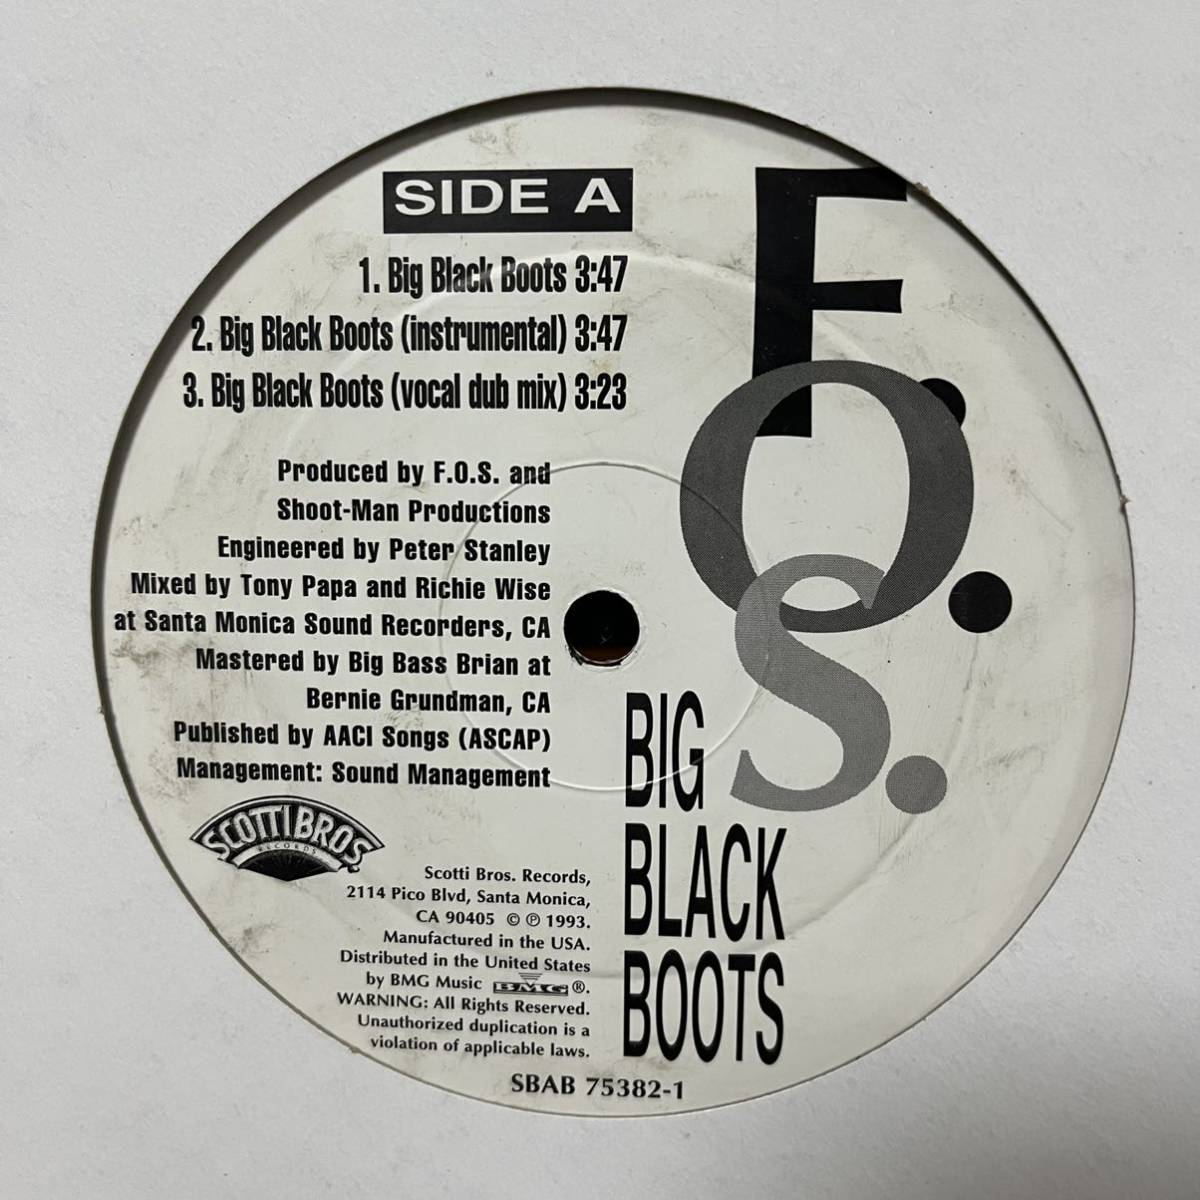 SIDE A
1. Big Black Boots 3:47
2. Big Black Boots (instrumental) 3:47
3. Big Black Boots (vocal dub mix) 3:23
Produced by F.O.S. and
Shoot-Man Productions
Engineered by Peter Stanley
Mixed by Tony Papa and Richie Wise
at Santa Monica Sound Recorders, CA
Mastered by Big Bass Brian at
Bernie Grundman, CA
Published by AACI Songs (ASCAP)
Management: Sound Management
F.
O.
S.
BIG
BLACK
BOOTS
SCOTTI BROS.
RECORDS
Scotti Bros. Records,
2114 Pico Blvd, Santa Monica,
CA 90405 © ℗ 1993.
Manufactured in the USA.
Distributed in the United States
by BMG Music BMG ®.
WARNING: All Rights Reserved.
Unauthorized duplication is a
violation of applicable laws.
SBAB 75382-1